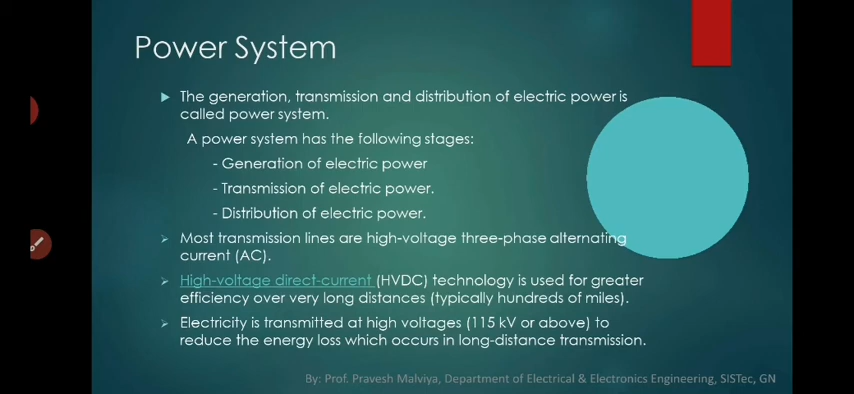 Power System
The generation, transmission and distribution of electric power is
called power system.
A power system has the following stages:
- Generation of electric power
- Transmission of electric power.
- Distribution of electric power.
Most transmission lines are high-voltage three-phase alternating
current (AC).
High-voltage direct-current (HVDC) technology is used for greater
efficiency over very long distances (typically hundreds of miles).
Electricity is transmitted at high voltages (115 kV or above) to
reduce the energy loss which occurs in long-distance transmission.
By: Prof. Pravesh Malviya, Department of Electrical & Electronics Engineering, SISTec, GN